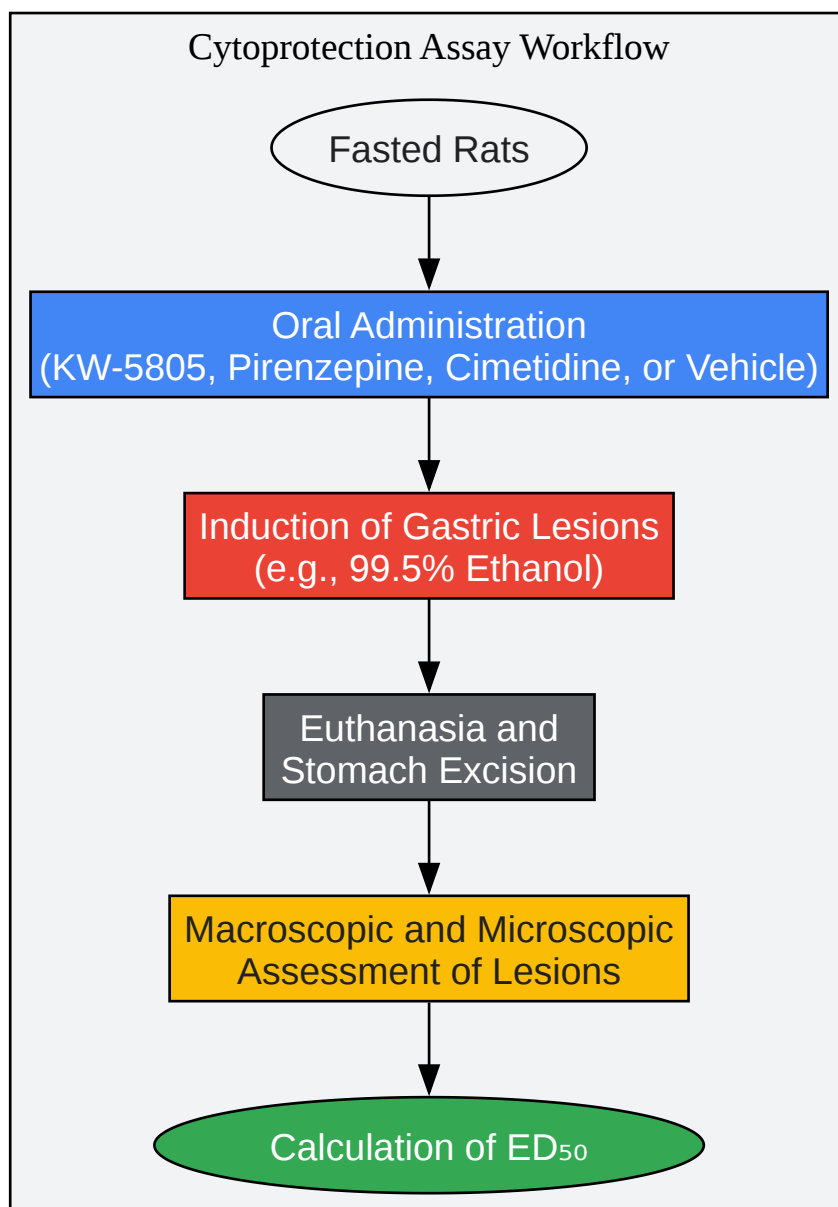 Cytoprotection Assay Workflow
Fasted Rats
Oral Administration
(KW-5805, Pirenzepine, Cimetidine, or Vehicle)
Induction of Gastric Lesions
(e.g., 99.5% Ethanol)
Euthanasia and
Stomach Excision
Macroscopic and Microscopic
Assessment of Lesions
Calculation of ED₅₀